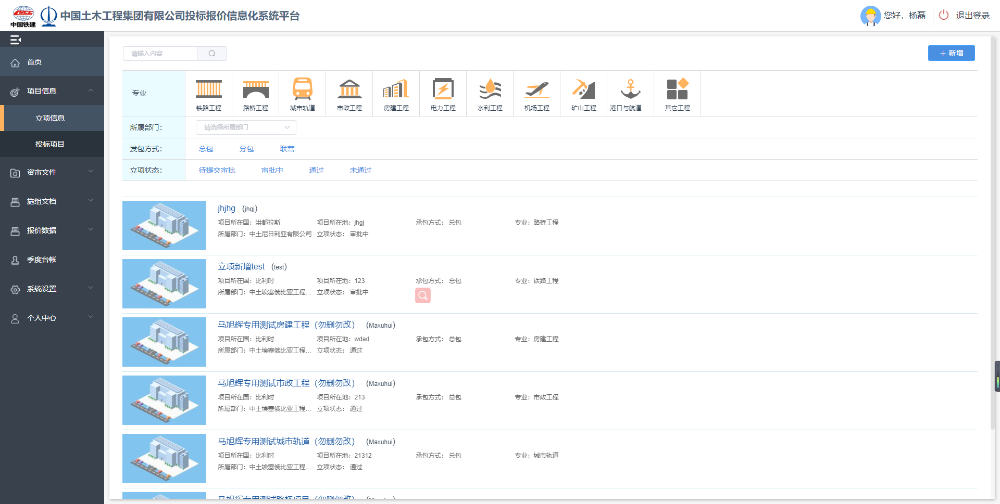 CRCC
中国铁建
CCECC
中国土木工程集团有限公司投标报价信息化系统平台
您好，杨磊
退出登录
首页
项目信息
立项信息
投标项目
资审文件
施组文档
报价数据
季度台帐
系统设置
个人中心
请输入内容
新增
专业
铁路工程
路桥工程
城市轨道
市政工程
房建工程
电力工程
水利工程
机场工程
矿山工程
港口与航道...
其它工程
所属部门：
请选择所属部门
发包方式：
总包 分包 联营
立项状态：
待提交审批 审批中 通过 未通过
jhjhg (jhgj)
项目所在国：洪都拉斯 项目所在地：jhgj 承包方式：总包 专业：路桥工程
所属部门：中土尼日利亚有限公司 立项状态：审批中
立项新增test (test)
项目所在国：比利时 项目所在地：123 承包方式：总包 专业：铁路工程
所属部门：中土埃塞俄比亚工程... 立项状态：审批中
马旭辉专用测试房建工程（勿删勿改） (Maxuhui)
项目所在国：比利时 项目所在地：wdad 承包方式：总包 专业：房建工程
所属部门：中土埃塞俄比亚工程... 立项状态：通过
马旭辉专用测试市政工程（勿删勿改） (Maxuhui)
项目所在国：比利时 项目所在地：213 承包方式：总包 专业：市政工程
所属部门：中土埃塞俄比亚工程... 立项状态：通过
马旭辉专用测试城市轨道（勿删勿改） (Maxuhui)
项目所在国：比利时 项目所在地：21312 承包方式：总包 专业：城市轨道
所属部门：中土埃塞俄比亚工程... 立项状态：通过
马旭辉专用测试路桥项目（勿删勿改） (Maxuhui)